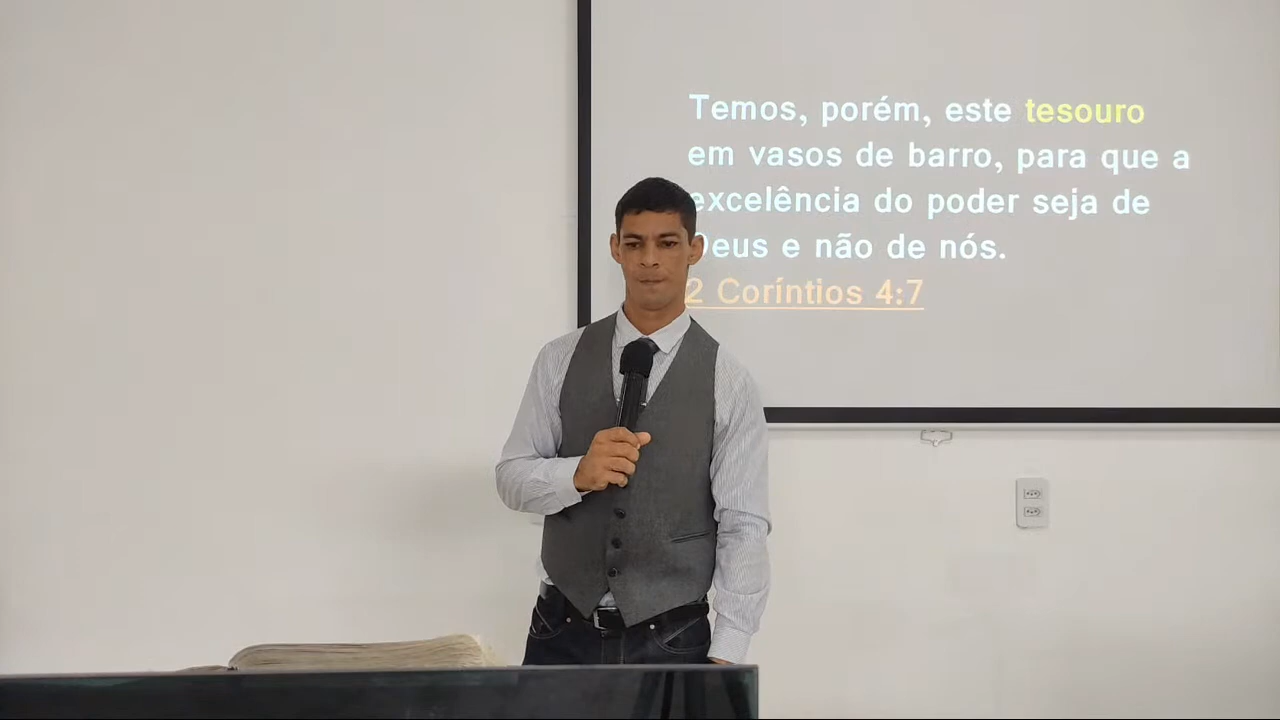 Temos, porém, este tesouro
em vasos de barro, para que a
excelência do poder seja de
Deus e não de nós.
2 Coríntios 4:7